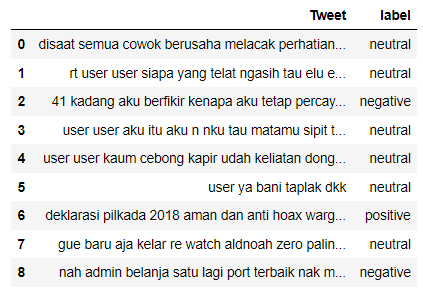 Tweet label
0 disaat semua cowok berusaha melacak perhatian... neutral
1 rt user user siapa yang telat ngasih tau elu e... neutral
2 41 kadang aku berfikir kenapa aku tetap percay... negative
3 user user aku itu aku n nku tau matamu sipit t... neutral
4 user user kaum cebong kapir udah keliatan dong... neutral
5 user ya bani taplak dkk neutral
6 deklarasi pilkada 2018 aman dan anti hoax warg... positive
7 gue baru aja kelar re watch aldnoah zero palin... neutral
8 nah admin belanja satu lagi port terbaik nak m... negative